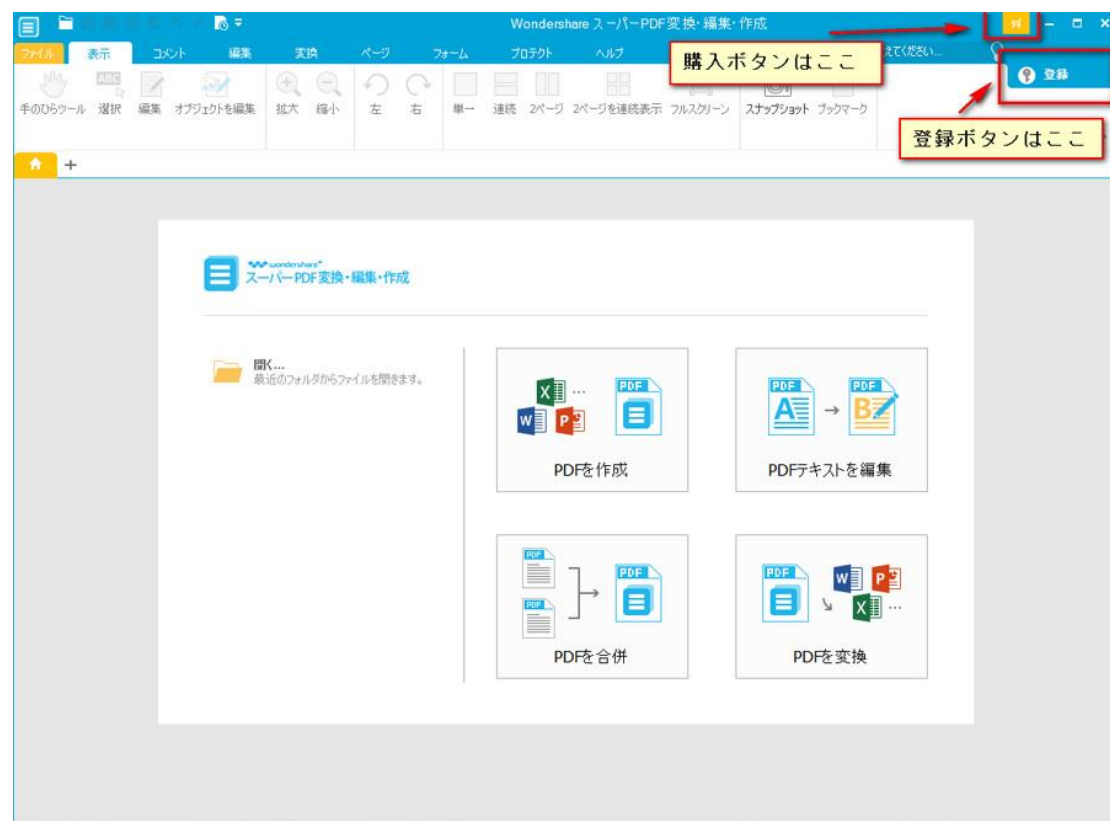 Wondershare スーパーPDF変換・編集・作成
ファイル 表示 コメント 編集 変換 ページ フォーム プロテクト ヘルプ
えてください...
購入ボタンはここ
登録
登録ボタンはここ
ABC
手のひらツール 選択 編集 オブジェクトを編集 拡大 縮小 左 右 単一 連続 2ページ 2ページを連続表示 フルスクリーン スナップショット ブックマーク
+
wondershare
スーパーPDF変換・編集・作成
開く...
最近のフォルダからファイルを開きます。
X ... PDF
W P
PDFを作成
PDF PDF
A → B
PDFテキストを編集
PDF
PDF
PDF
PDFを合併
PDF W P
X ...
PDFを変換